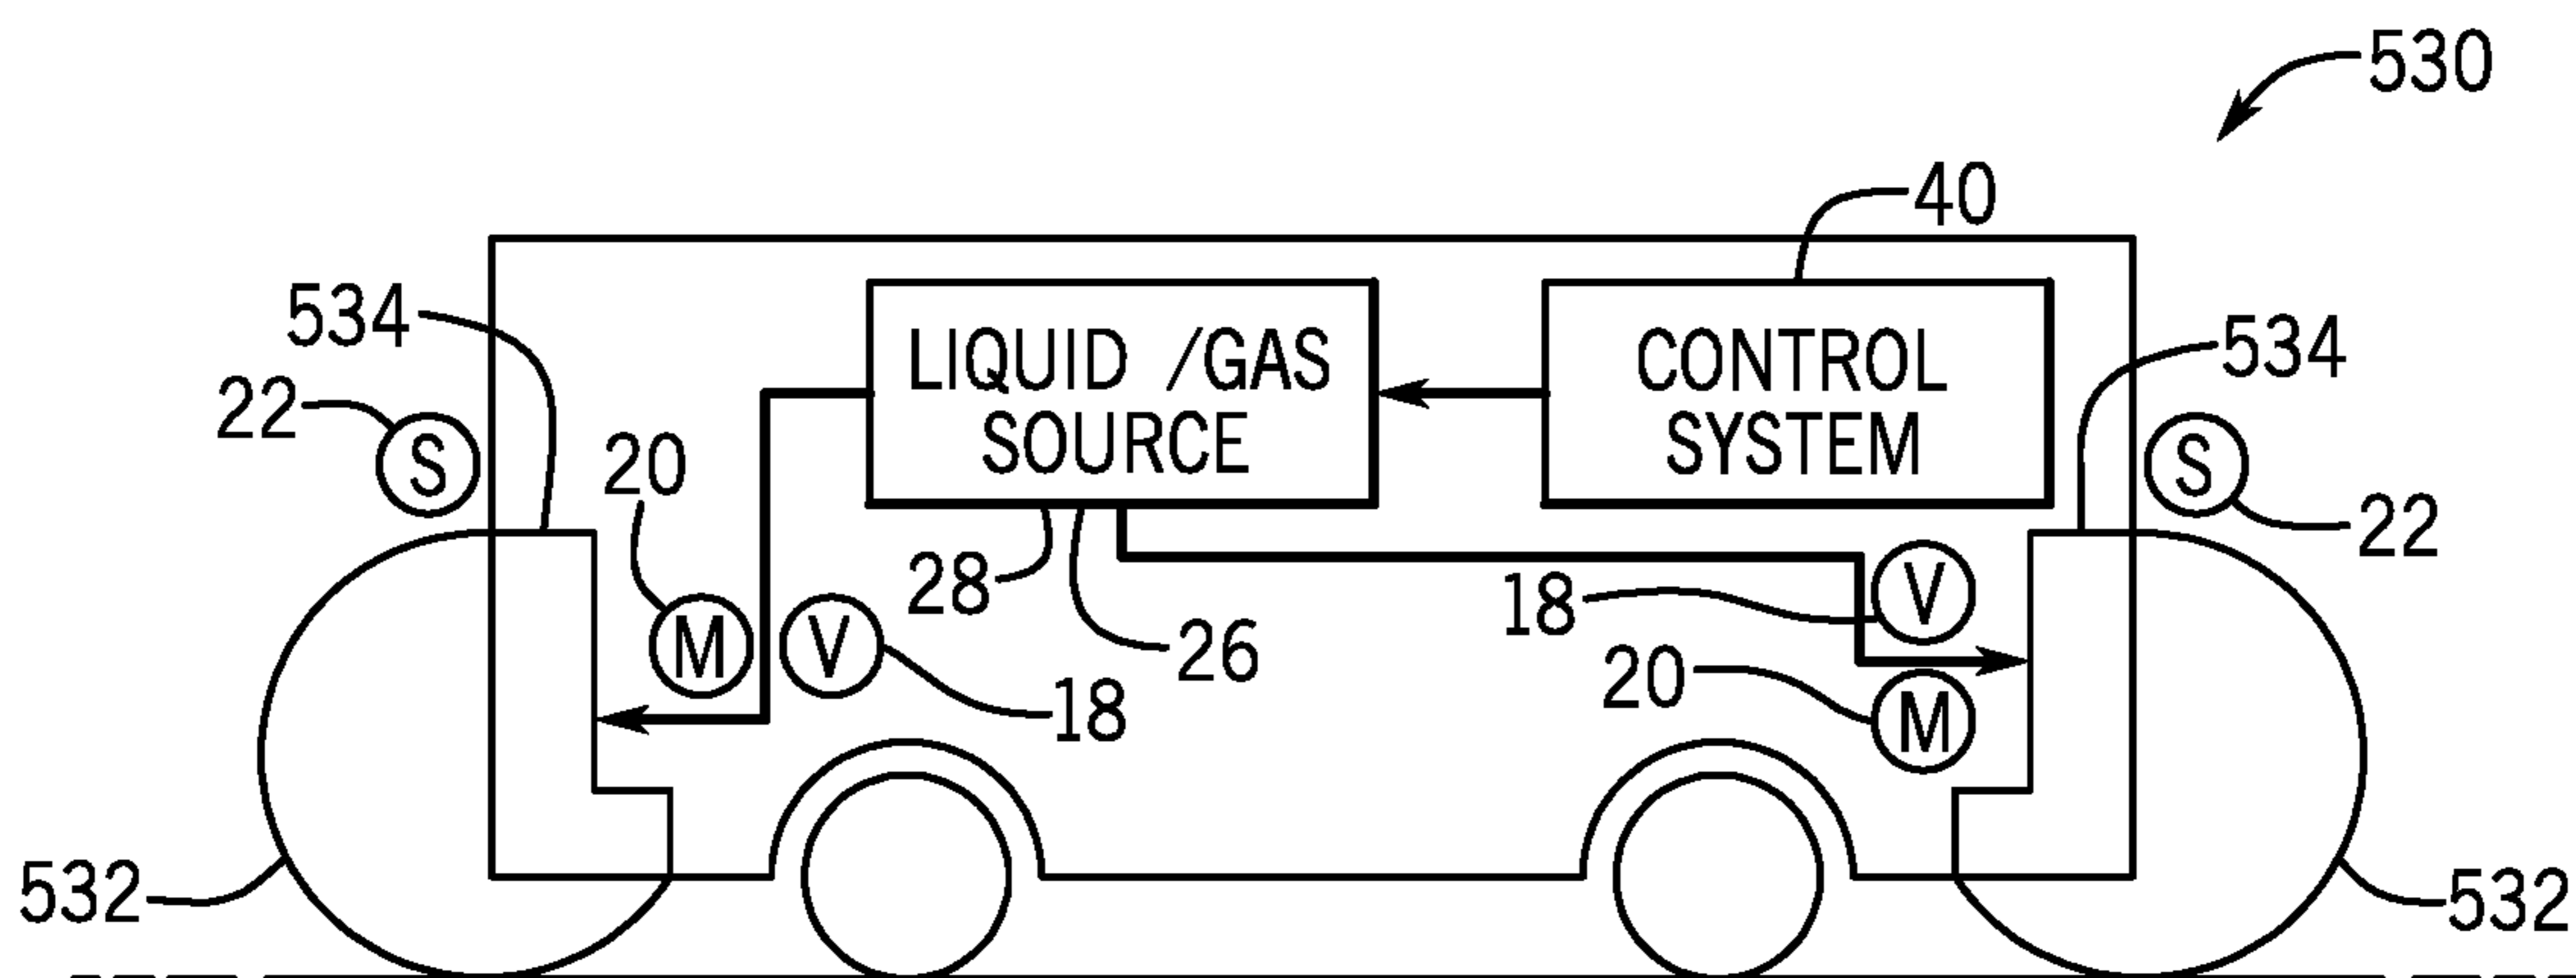 530
40
534
534
LIQUID /GAS
SOURCE
CONTROL
SYSTEM
22
S
S
22
20
M
V
18
28
26
18
V
20
M
532
532